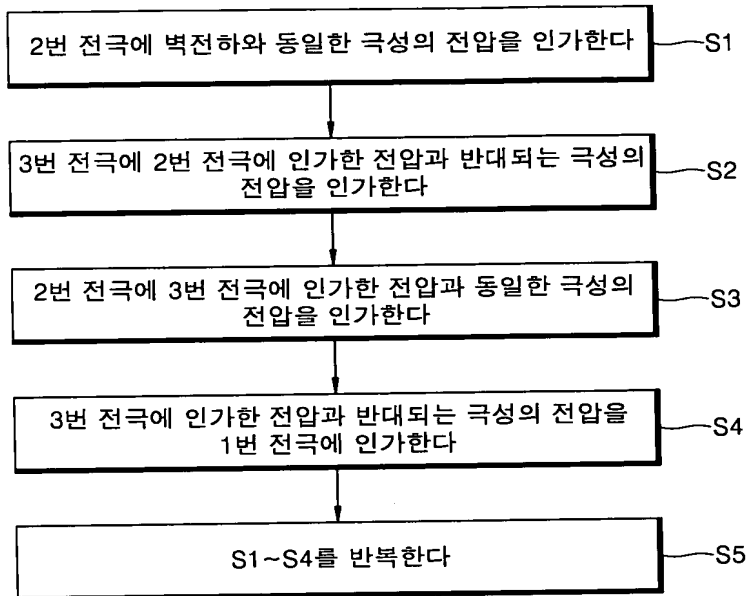 2번 전극에 벽전하와 동일한 극성의 전압을 인가한다
S1
3번 전극에 2번 전극에 인가한 전압과 반대되는 극성의
전압을 인가한다
S2
2번 전극에 3번 전극에 인가한 전압과 동일한 극성의
전압을 인가한다
S3
3번 전극에 인가한 전압과 반대되는 극성의 전압을
1번 전극에 인가한다
S4
S1~S4를 반복한다
S5